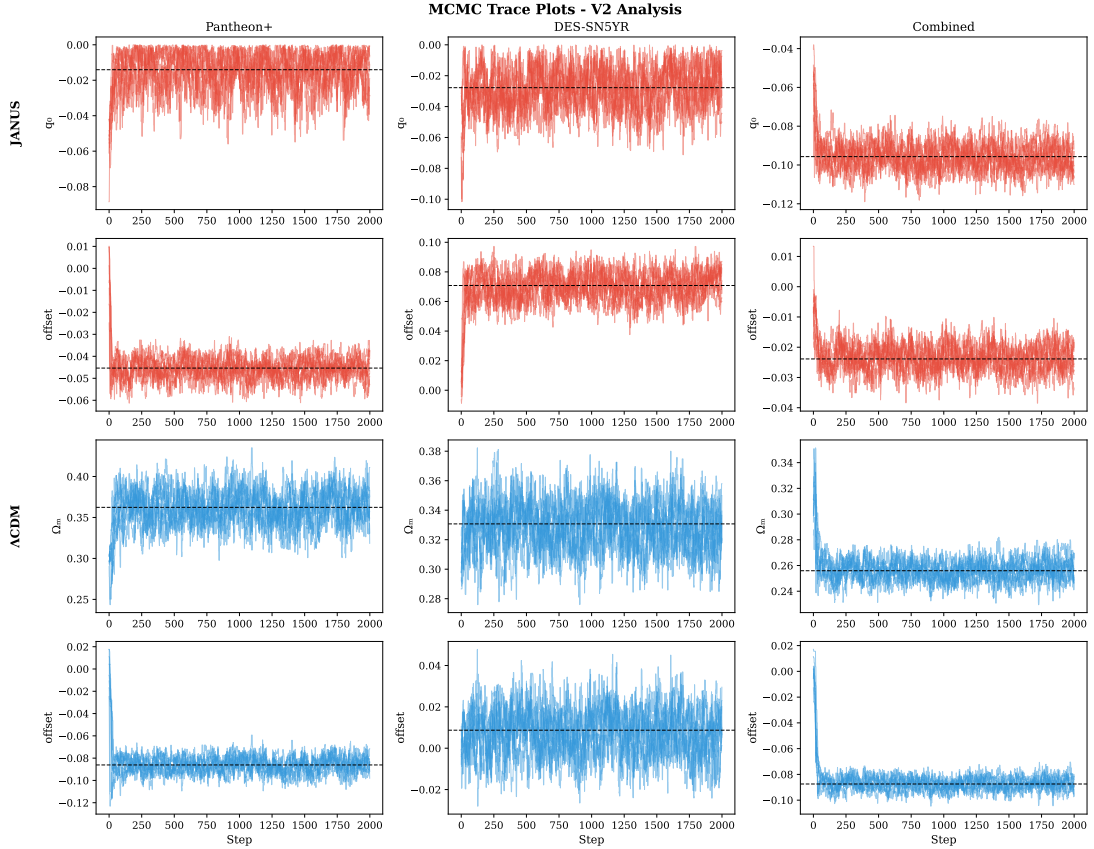 MCMC Trace Plots - V2 Analysis
Pantheon+
DES-SN5YR
Combined
JANUS
q₀
0.00
−0.02
−0.04
−0.06
−0.08
0 250 500 750 1000 1250 1500 1750 2000
q₀
0.00
−0.02
−0.04
−0.06
−0.08
−0.10
0 250 500 750 1000 1250 1500 1750 2000
q₀
−0.04
−0.06
−0.08
−0.10
−0.12
0 250 500 750 1000 1250 1500 1750 2000
offset
0.01
0.00
−0.01
−0.02
−0.03
−0.04
−0.05
−0.06
0 250 500 750 1000 1250 1500 1750 2000
offset
0.10
0.08
0.06
0.04
0.02
0.00
0 250 500 750 1000 1250 1500 1750 2000
offset
0.01
0.00
−0.01
−0.02
−0.03
−0.04
0 250 500 750 1000 1250 1500 1750 2000
ΛCDM
Ωₘ
0.40
0.35
0.30
0.25
0 250 500 750 1000 1250 1500 1750 2000
Ωₘ
0.38
0.36
0.34
0.32
0.30
0.28
0 250 500 750 1000 1250 1500 1750 2000
Ωₘ
0.34
0.32
0.30
0.28
0.26
0.24
0 250 500 750 1000 1250 1500 1750 2000
offset
0.02
0.00
−0.02
−0.04
−0.06
−0.08
−0.10
−0.12
0 250 500 750 1000 1250 1500 1750 2000
Step
offset
0.04
0.02
0.00
−0.02
0 250 500 750 1000 1250 1500 1750 2000
Step
offset
0.02
0.00
−0.02
−0.04
−0.06
−0.08
−0.10
0 250 500 750 1000 1250 1500 1750 2000
Step